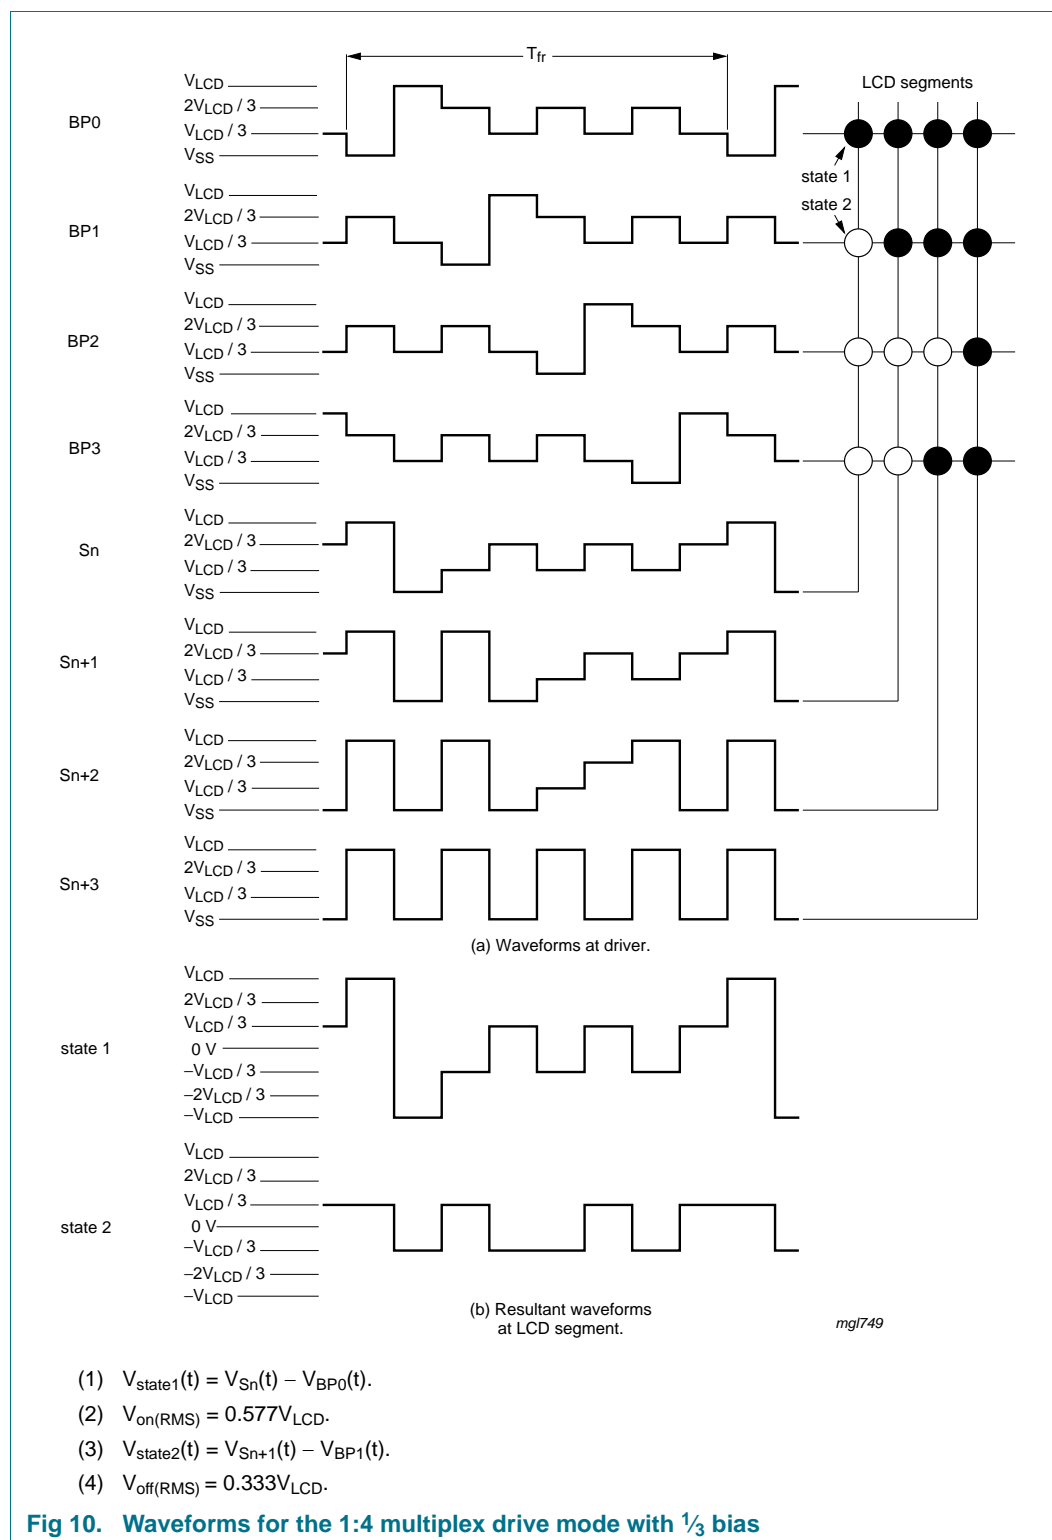 Tfr
VLCD
2VLCD / 3
BP0
VLCD / 3
VSS
LCD segments
state 1
state 2
VLCD
2VLCD / 3
BP1
VLCD / 3
VSS
VLCD
2VLCD / 3
BP2
VLCD / 3
VSS
VLCD
2VLCD / 3
BP3
VLCD / 3
VSS
VLCD
2VLCD / 3
Sn
VLCD / 3
VSS
VLCD
2VLCD / 3
Sn+1
VLCD / 3
VSS
VLCD
2VLCD / 3
Sn+2
VLCD / 3
VSS
VLCD
2VLCD / 3
Sn+3
VLCD / 3
VSS
(a) Waveforms at driver.
VLCD
2VLCD / 3
VLCD / 3
state 1
0 V
−VLCD / 3
−2VLCD / 3
−VLCD
VLCD
2VLCD / 3
VLCD / 3
state 2
0 V
−VLCD / 3
−2VLCD / 3
−VLCD
(b) Resultant waveforms
at LCD segment.
mgl749
(1) Vstate1(t) = VSn(t) − VBP0(t).
(2) Von(RMS) = 0.577VLCD.
(3) Vstate2(t) = VSn+1(t) − VBP1(t).
(4) Voff(RMS) = 0.333VLCD.
Fig 10. Waveforms for the 1:4 multiplex drive mode with 1⁄3 bias